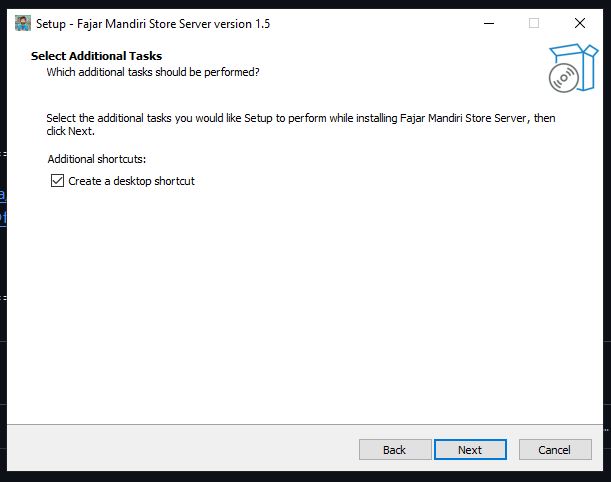 Setup - Fajar Mandiri Store Server version 1.5
Select Additional Tasks
Which additional tasks should be performed?
Select the additional tasks you would like Setup to perform while installing Fajar Mandiri Store Server, then
click Next.
Additional shortcuts:
Create a desktop shortcut
Back
Next
Cancel